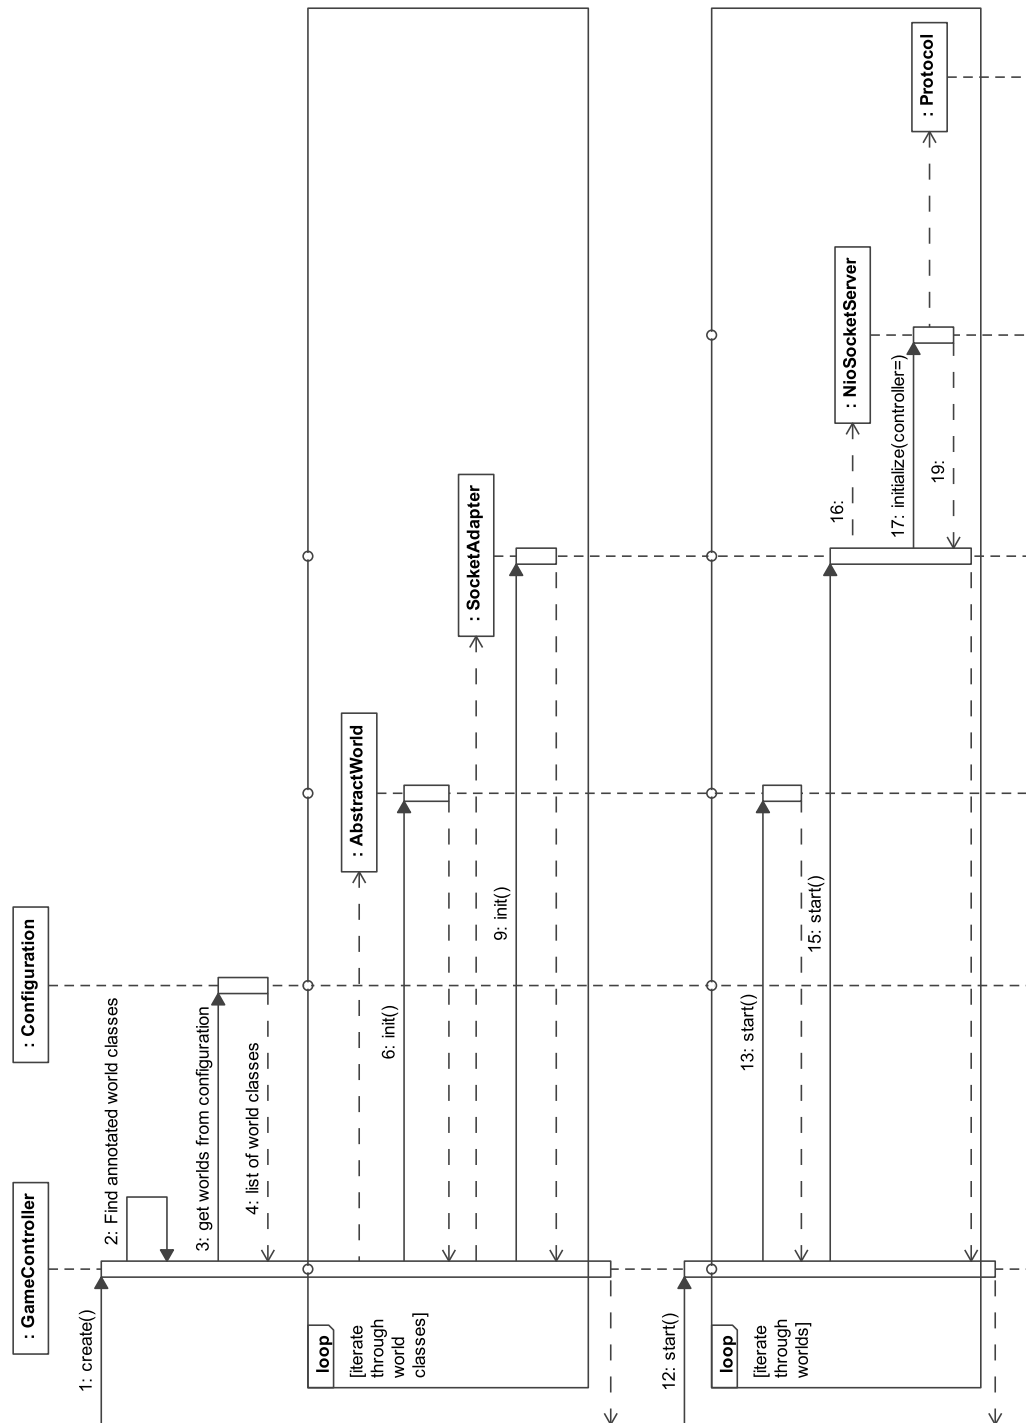 : GameController
: Configuration
: AbstractWorld
: SocketAdapter
: NioSocketServer
: Protocol
1: create()
2: Find annotated world classes
3: get worlds from configuration
4: list of world classes
loop
[iterate
through
world
classes]
6: init()
9: init()
12: start()
loop
[iterate
through
worlds]
13: start()
15: start()
16:
17: initialize(controller=)
19: